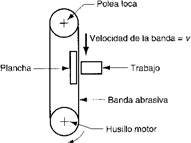 Polea loca
Velocidad de la banda = v
Plancha
Trabajo
Banda abrasiva
Husillo motor